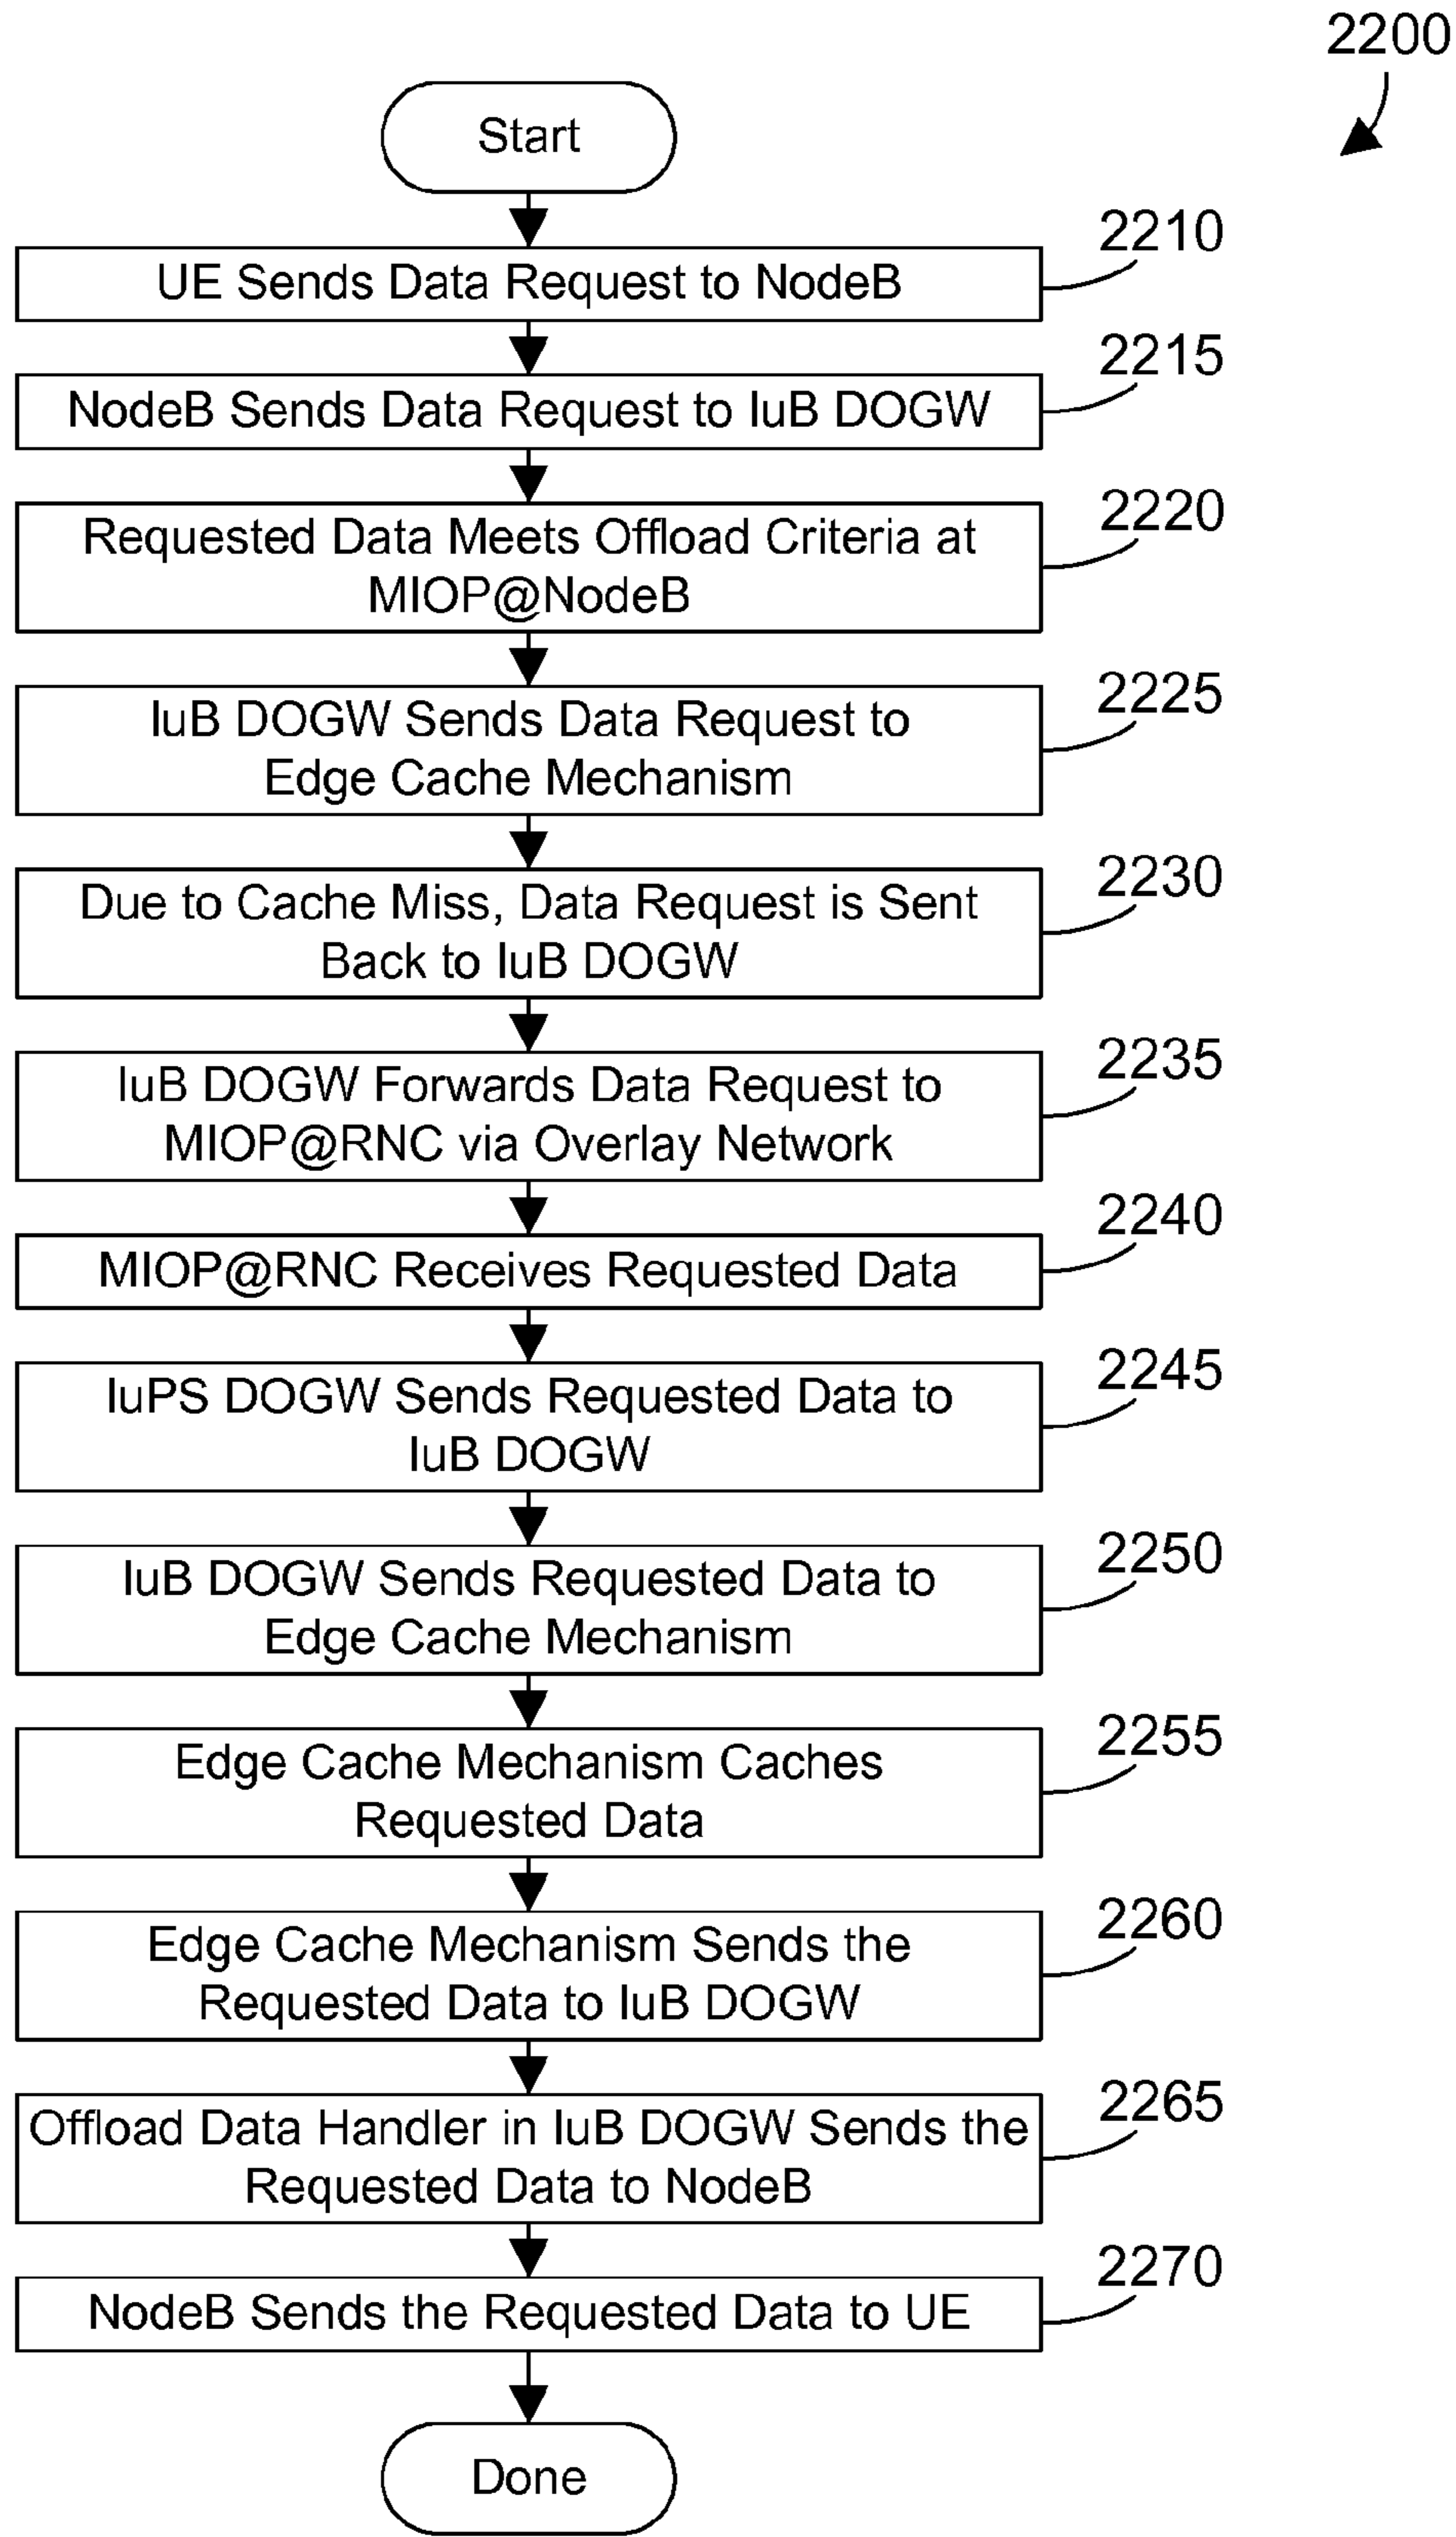 2200
Start
2210
UE Sends Data Request to NodeB
2215
NodeB Sends Data Request to IuB DOGW
2220
Requested Data Meets Offload Criteria at
MIOP@NodeB
2225
IuB DOGW Sends Data Request to
Edge Cache Mechanism
2230
Due to Cache Miss, Data Request is Sent
Back to IuB DOGW
2235
IuB DOGW Forwards Data Request to
MIOP@RNC via Overlay Network
2240
MIOP@RNC Receives Requested Data
2245
IuPS DOGW Sends Requested Data to
IuB DOGW
2250
IuB DOGW Sends Requested Data to
Edge Cache Mechanism
2255
Edge Cache Mechanism Caches
Requested Data
2260
Edge Cache Mechanism Sends the
Requested Data to IuB DOGW
2265
Offload Data Handler in IuB DOGW Sends the
Requested Data to NodeB
2270
NodeB Sends the Requested Data to UE
Done